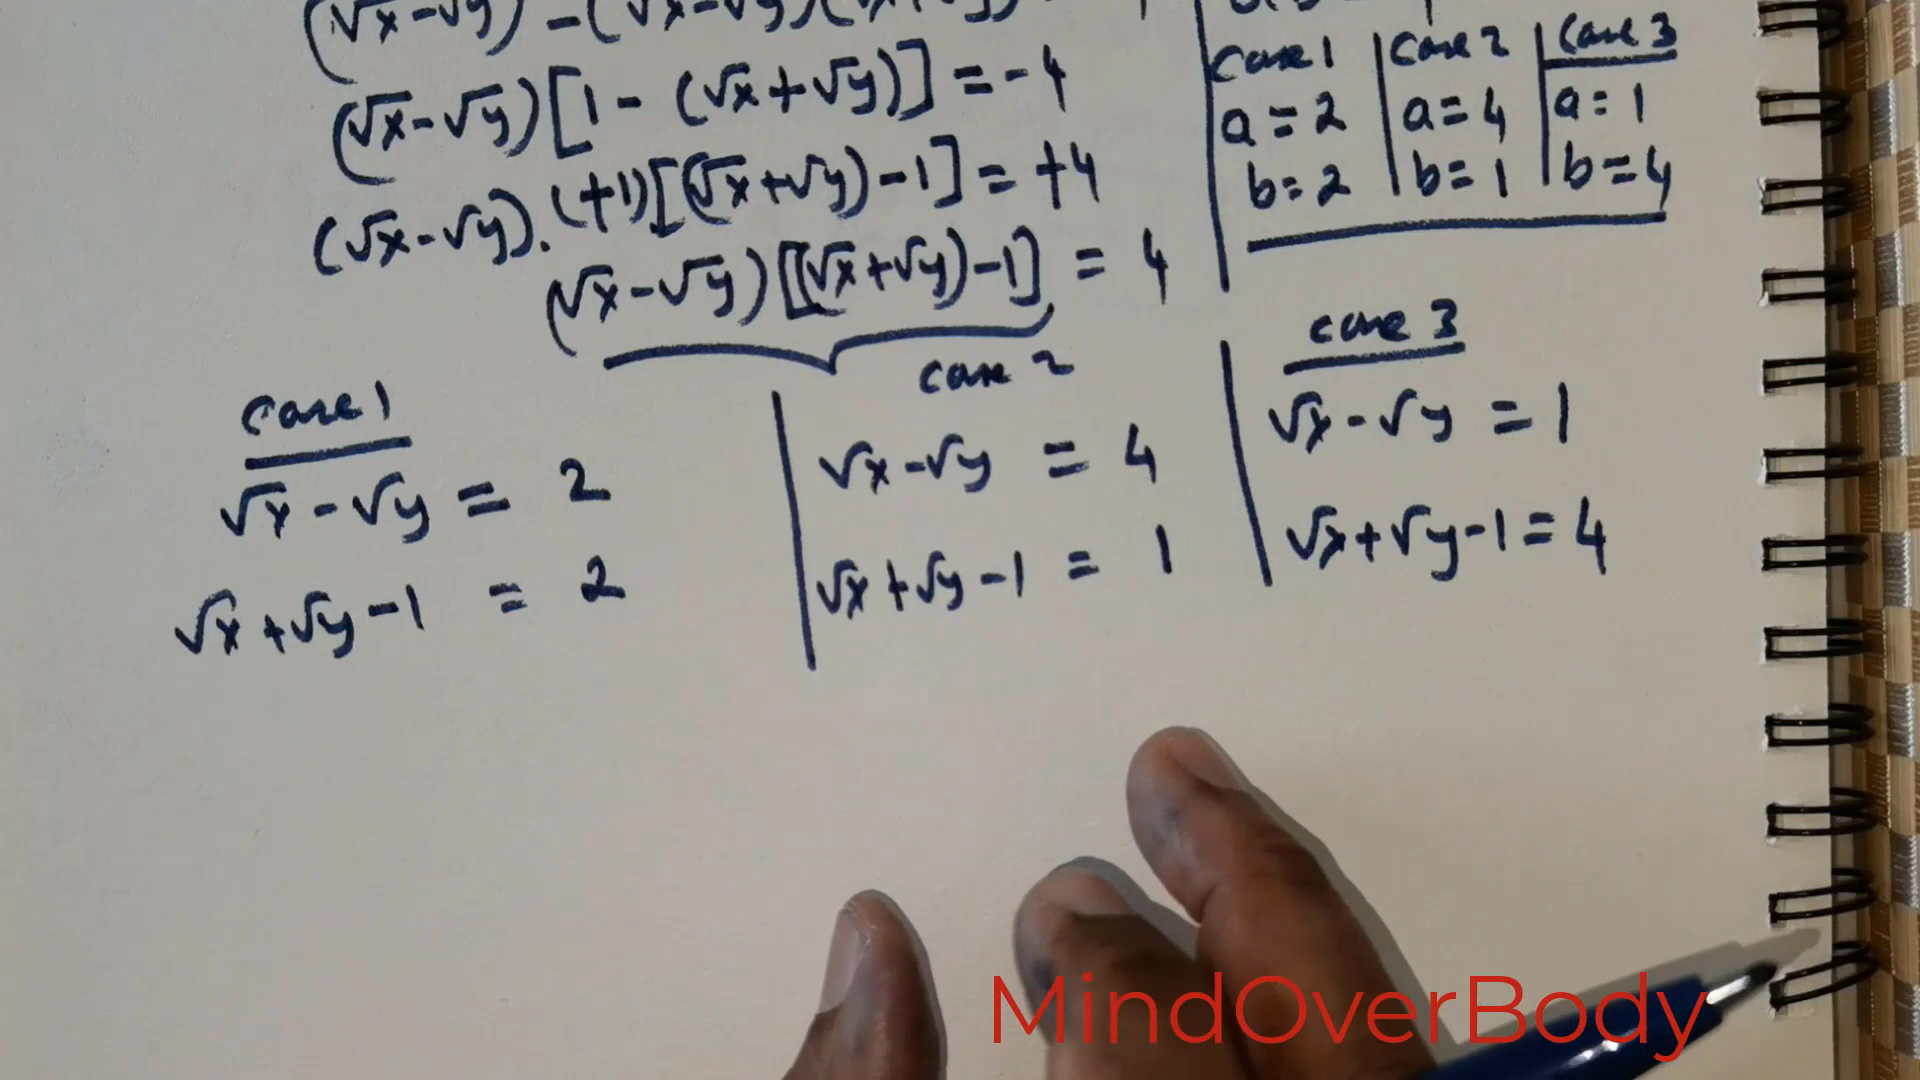 (√x-√y)[1-(√x+√y)] = -4
(√x-√y).(+1)[(√x+√y)-1] = +4
(√x-√y)[(√x+√y)-1] = 4
case 1 | case 2 | case 3
a = 2 | a = 4 | a = 1
b = 2 | b = 1 | b = 4
case 1
√x-√y = 2
√x+√y-1 = 2
case 2
√x-√y = 4
√x+√y-1 = 1
case 3
√x-√y = 1
√x+√y-1 = 4
MindOverBody